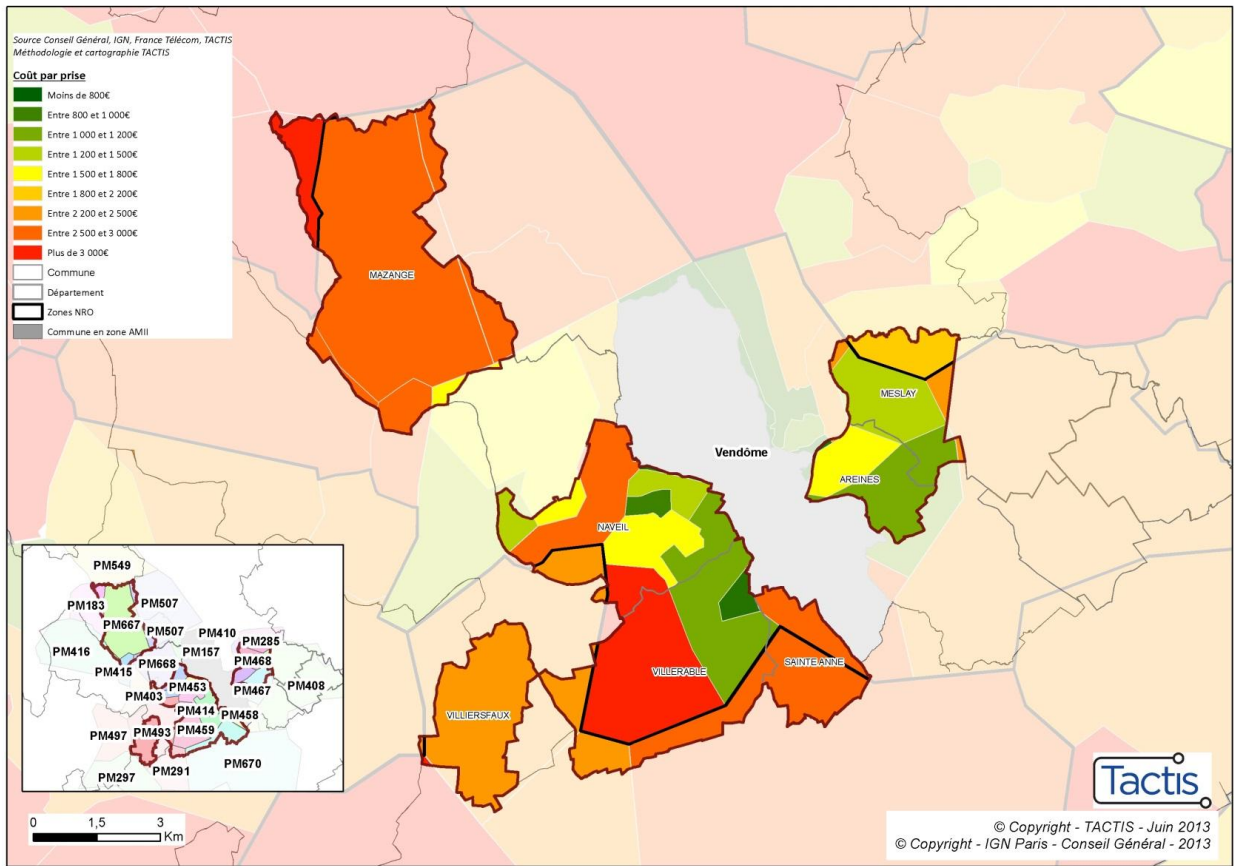 Source Conseil Général, IGN, France Télécom, TACTIS
Méthodologie et cartographie TACTIS
Coût par prise
Moins de 800€
Entre 800 et 1 000€
Entre 1 000 et 1 200€
Entre 1 200 et 1 500€
Entre 1 500 et 1 800€
Entre 1 800 et 2 200€
Entre 2 200 et 2 500€
Entre 2 500 et 3 000€
Plus de 3 000€
Commune
Département
Zones NRO
Commune en zone AMII
MAZANGE
MESLAY
Vendôme
AREINES
NAVEIL
VILLERABLE
SAINTE ANNE
VILLIERSFAUX
PM549
PM183
PM507
PM667
PM507
PM410
PM285
PM416
PM157
PM415
PM668
PM468
PM453
PM467
PM408
PM403
PM414
PM458
PM497
PM493
PM459
PM297
PM291
PM670
0 1,5 3
Km
Tactis
© Copyright - TACTIS - Juin 2013
© Copyright - IGN Paris - Conseil Général - 2013